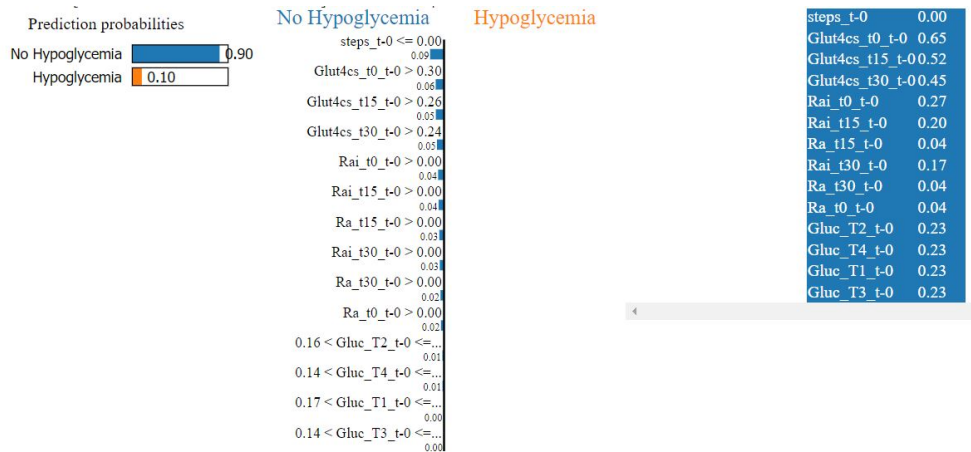 Prediction probabilities
No Hypoglycemia 0.90
Hypoglycemia 0.10
No Hypoglycemia Hypoglycemia
steps_t-0 <= 0.00
0.09
Glut4cs_t0_t-0 > 0.30
0.06
Glut4cs_t15_t-0 > 0.26
0.05
Glut4cs_t30_t-0 > 0.24
0.05
Rai_t0_t-0 > 0.00
0.04
Rai_t15_t-0 > 0.00
0.04
Ra_t15_t-0 > 0.00
0.03
Rai_t30_t-0 > 0.00
0.03
Ra_t30_t-0 > 0.00
0.02
Ra_t0_t-0 > 0.00
0.02
0.16 < Gluc_T2_t-0 <=...
0.01
0.14 < Gluc_T4_t-0 <=...
0.01
0.17 < Gluc_T1_t-0 <=...
0.00
0.14 < Gluc_T3_t-0 <=...
0.00
steps_t-0 0.00
Glut4cs_t0_t-0 0.65
Glut4cs_t15_t-0 0.52
Glut4cs_t30_t-0 0.45
Rai_t0_t-0 0.27
Rai_t15_t-0 0.20
Ra_t15_t-0 0.04
Rai_t30_t-0 0.17
Ra_t30_t-0 0.04
Ra_t0_t-0 0.04
Gluc_T2_t-0 0.23
Gluc_T4_t-0 0.23
Gluc_T1_t-0 0.23
Gluc_T3_t-0 0.23